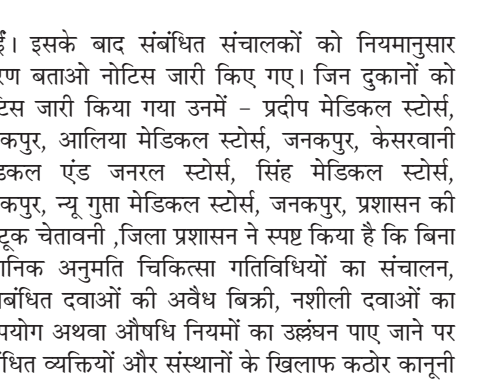 ईं। इसके बाद संबंधित संचालकों को नियमानुसार
रण बताओ नोटिस जारी किए गए। जिन दुकानों को
टिस जारी किया गया उनमें – प्रदीप मेडिकल स्टोर्स,
कपुर, आलिया मेडिकल स्टोर्स, जनकपुर, केसरवानी
डकल एंड जनरल स्टोर्स, सिंह मेडिकल स्टोर्स,
कपुर, न्यू गुप्ता मेडिकल स्टोर्स, जनकपुर, प्रशासन की
टूक चेतावनी ,जिला प्रशासन ने स्पष्ट किया है कि बिना
ानिक अनुमति चिकित्सा गतिविधियों का संचालन,
बंधित दवाओं की अवैध बिक्री, नशीली दवाओं का
पयोग अथवा औषधि नियमों का उल्लंघन पाए जाने पर
ंधित व्यक्तियों और संस्थानों के खिलाफ कठोर कानूनी